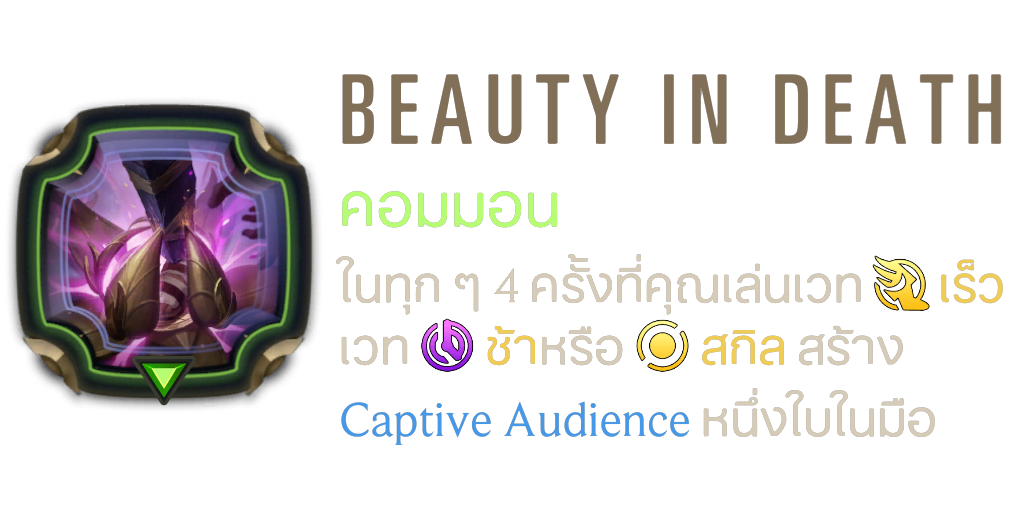 BEAUTY IN DEATH
คอมมอน
ในทุก ๆ 4 ครั้งที่คุณเล่นเวท เร็ว
เวท ช้าหรือ สกิล สร้าง
Captive Audience หนึ่งใบในมือ